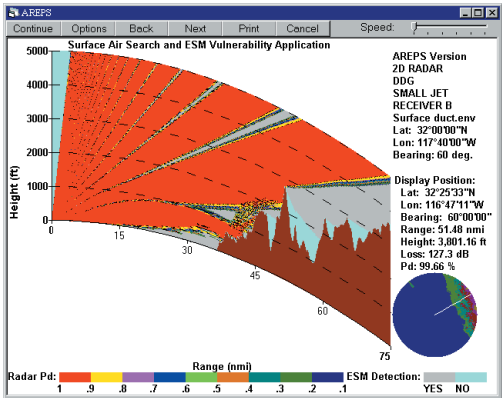 AREPS
Continue Options Back Next Print Cancel Speed:
Surface Air Search and ESM Vulnerability Application
5000
4000
3000
2000
1000
0
Height (ft)
0
15
30
45
60
75
Range (nmi)
AREPS Version
2D RADAR
DDG
SMALL JET
RECEIVER B
Surface duct.env
Lat: 32°00'00"N
Lon: 117°40'00"W
Bearing: 60 deg.
Display Position:
Lat: 32°25'33"N
Lon: 116°47'11"W
Bearing: 60°00'00"
Range: 51.48 nmi
Height: 3,801.16 ft
Loss: 127.3 dB
Pd: 99.66 %
Radar Pd:
1 .9 .8 .7 .6 .5 .4 .3 .2 .1
ESM Detection:
YES NO